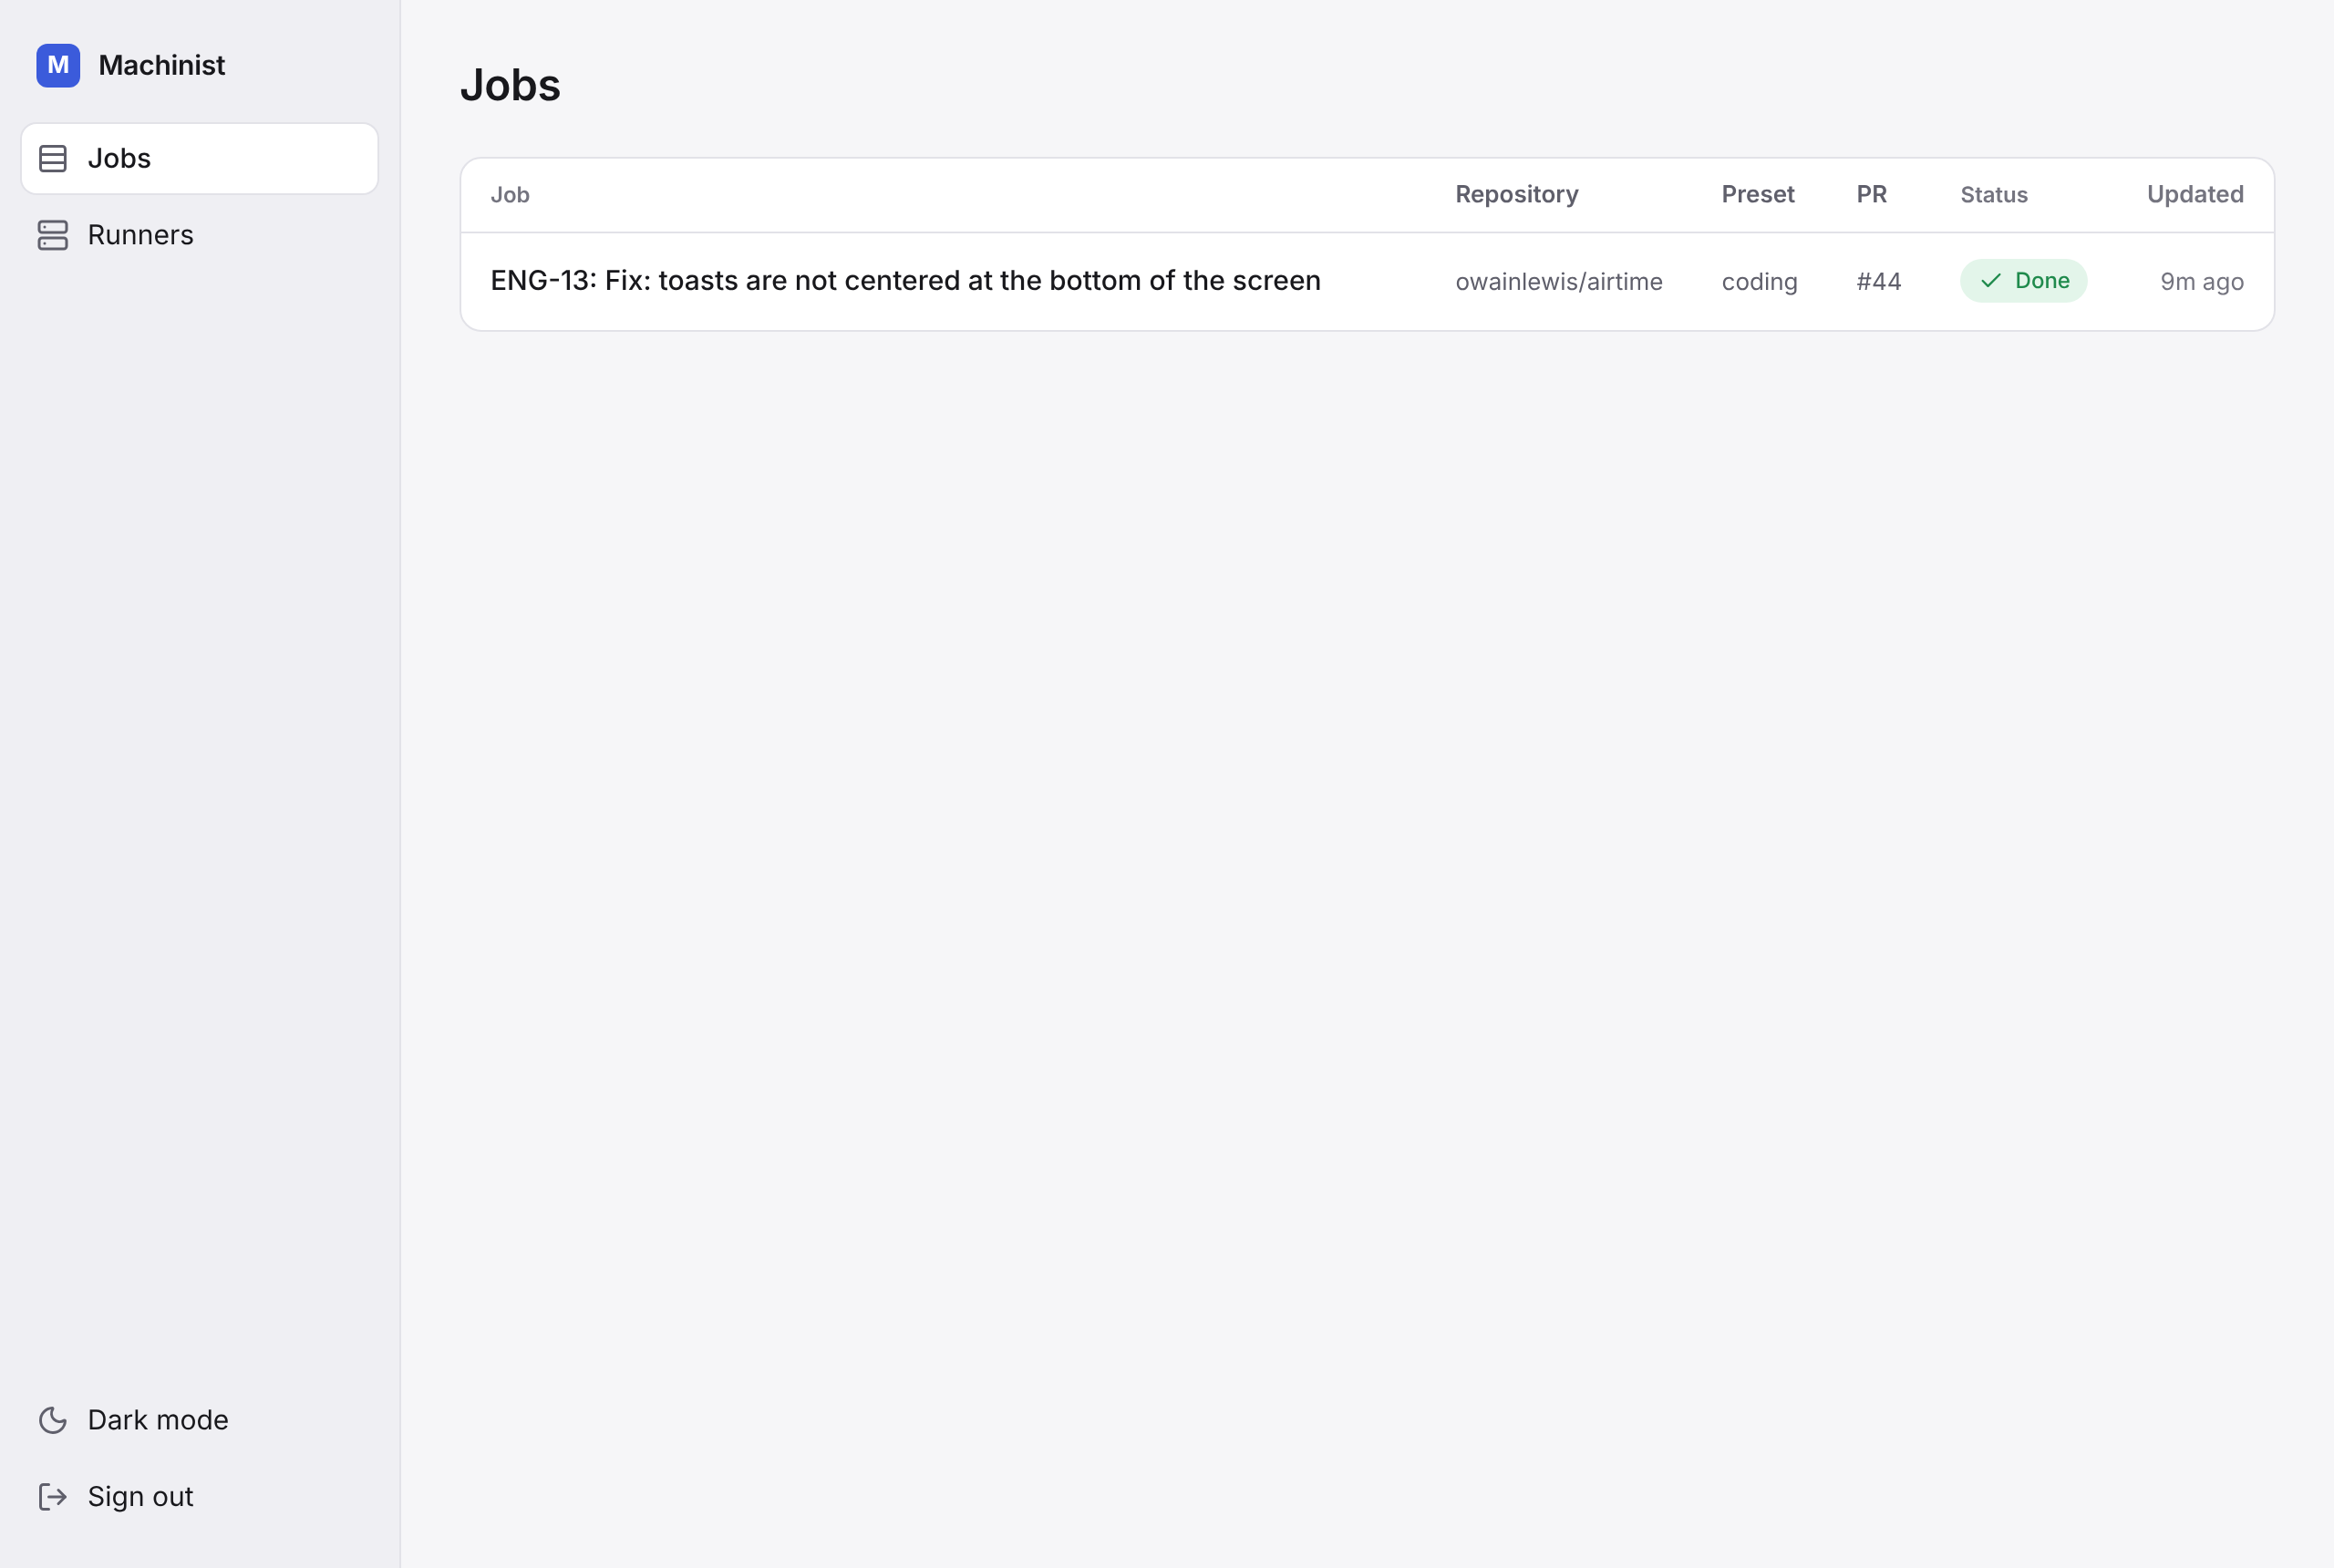 M Machinist
Jobs
Runners
Dark mode
Sign out
Jobs
Job Repository Preset PR Status Updated
ENG-13: Fix: toasts are not centered at the bottom of the screen owainlewis/airtime coding #44 Done 9m ago